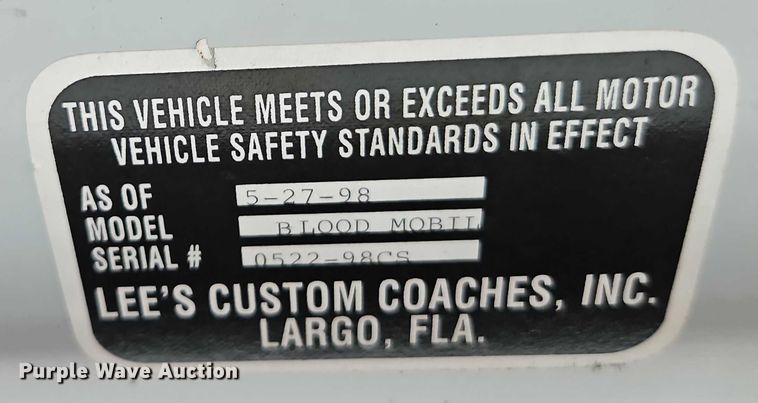 THIS VEHICLE MEETS OR EXCEEDS ALL MOTOR
VEHICLE SAFETY STANDARDS IN EFFECT
AS OF 5-27-98
MODEL BLOOD MOBIL
SERIAL # 0522-98CS
LEE'S CUSTOM COACHES, INC.
LARGO, FLA.
Purple Wave Auction